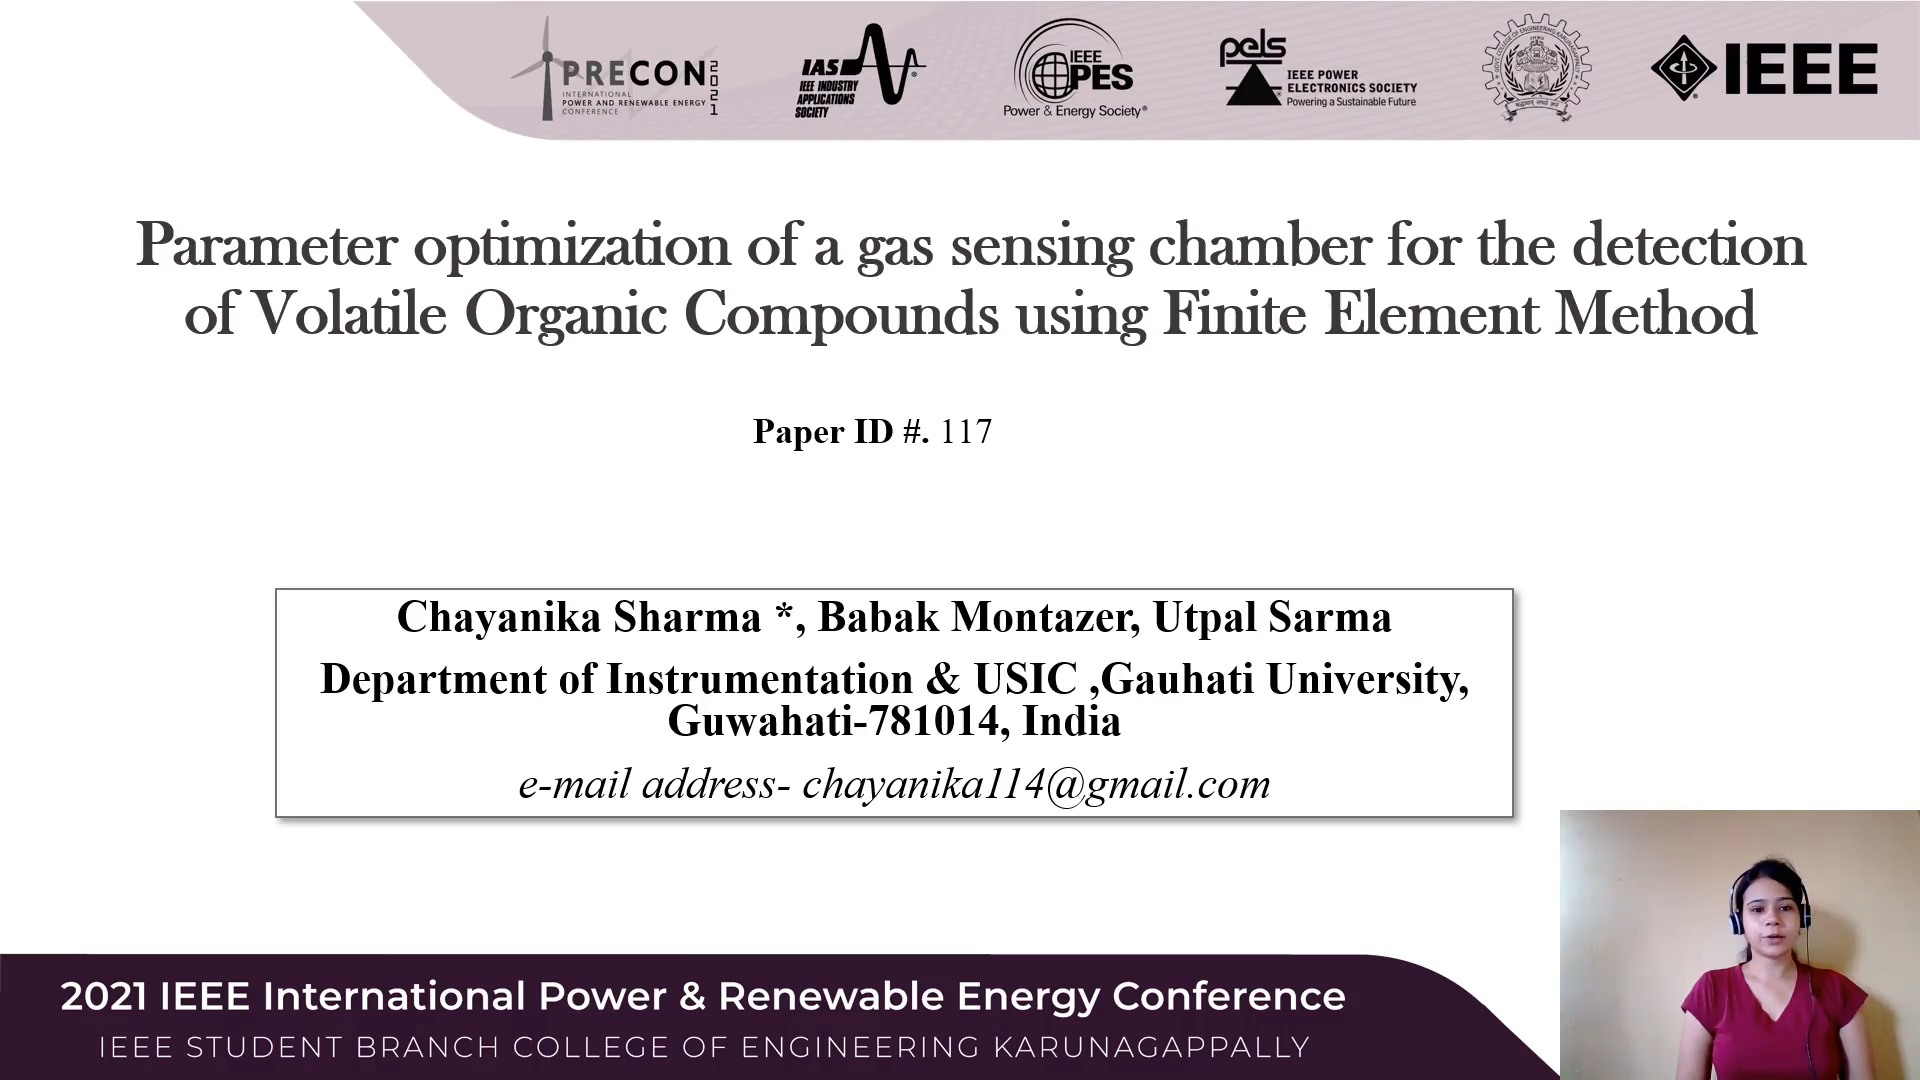 PRECON 2021
INTERNATIONAL
POWER AND RENEWABLE ENERGY
CONFERENCE
IAS
IEEE INDUSTRY
APPLICATIONS
SOCIETY
®
IEEE
PES
Power & Energy Society®
pels
IEEE POWER
ELECTRONICS SOCIETY
Powering a Sustainable Future
IEEE
Parameter optimization of a gas sensing chamber for the detection
of Volatile Organic Compounds using Finite Element Method
Paper ID #. 117
Chayanika Sharma *, Babak Montazer, Utpal Sarma
Department of Instrumentation & USIC ,Gauhati University,
Guwahati-781014, India
e-mail address- chayanika114@gmail.com
2021 IEEE International Power & Renewable Energy Conference
IEEE STUDENT BRANCH COLLEGE OF ENGINEERING KARUNAGAPPALLY